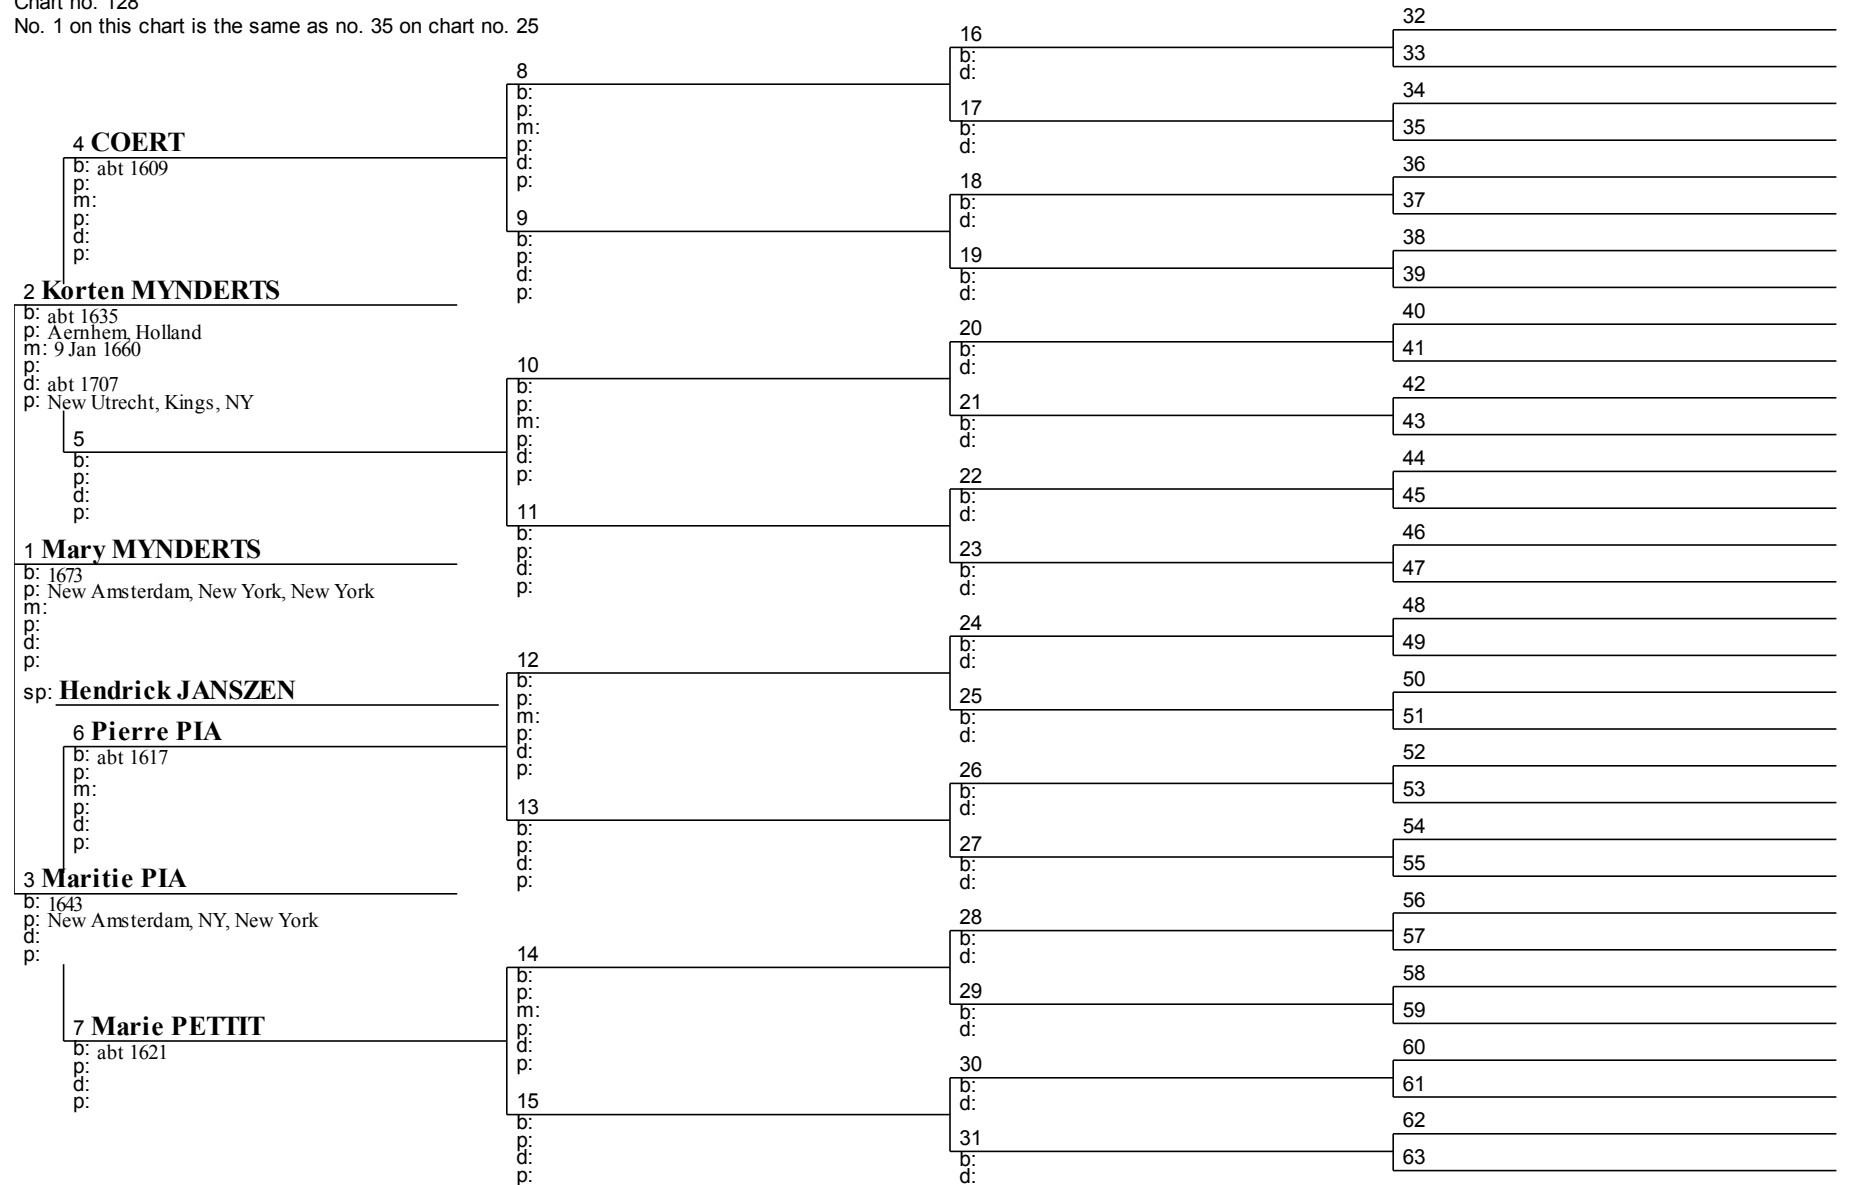 Chart no. 128
No. 1 on this chart is the same as no. 35 on chart no. 25
4 COERT
b: abt 1609
p:
m:
p:
d:
p:
2 Korten MYNDERTS
b: abt 1635
p: Aernhem, Holland
m: 9 Jan 1660
p:
d: abt 1707
p: New Utrecht, Kings, NY
5
b:
p:
d:
p:
1 Mary MYNDERTS
b: 1673
p: New Amsterdam, New York, New York
m:
p:
d:
p:
sp: Hendrick JANSZEN
6 Pierre PIA
b: abt 1617
p:
m:
p:
d:
p:
3 Maritie PIA
b: 1643
p: New Amsterdam, NY, New York
d:
p:
7 Marie PETTIT
b: abt 1621
p:
d:
p:
8
b:
p:
m:
p:
d:
p:
9
b:
p:
d:
p:
10
b:
p:
m:
p:
d:
p:
11
b:
p:
d:
p:
12
b:
p:
m:
p:
d:
p:
13
b:
p:
d:
p:
14
b:
p:
m:
p:
d:
p:
15
b:
p:
d:
p:
16
b:
d:
17
b:
d:
18
b:
d:
19
b:
d:
20
b:
d:
21
b:
d:
22
b:
d:
23
b:
d:
24
b:
d:
25
b:
d:
26
b:
d:
27
b:
d:
28
b:
d:
29
b:
d:
30
b:
d:
31
b:
d:
32
33
34
35
36
37
38
39
40
41
42
43
44
45
46
47
48
49
50
51
52
53
54
55
56
57
58
59
60
61
62
63